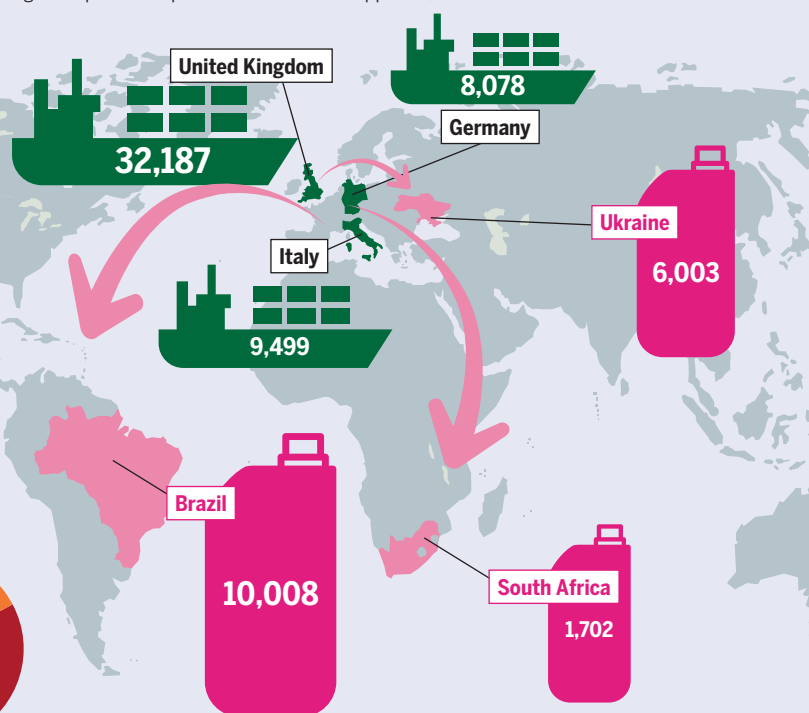 United Kingdom
8,078
Germany
32,187
Ukraine
Italy
6,003
9,499
Brazil
10,008
South Africa
1,702